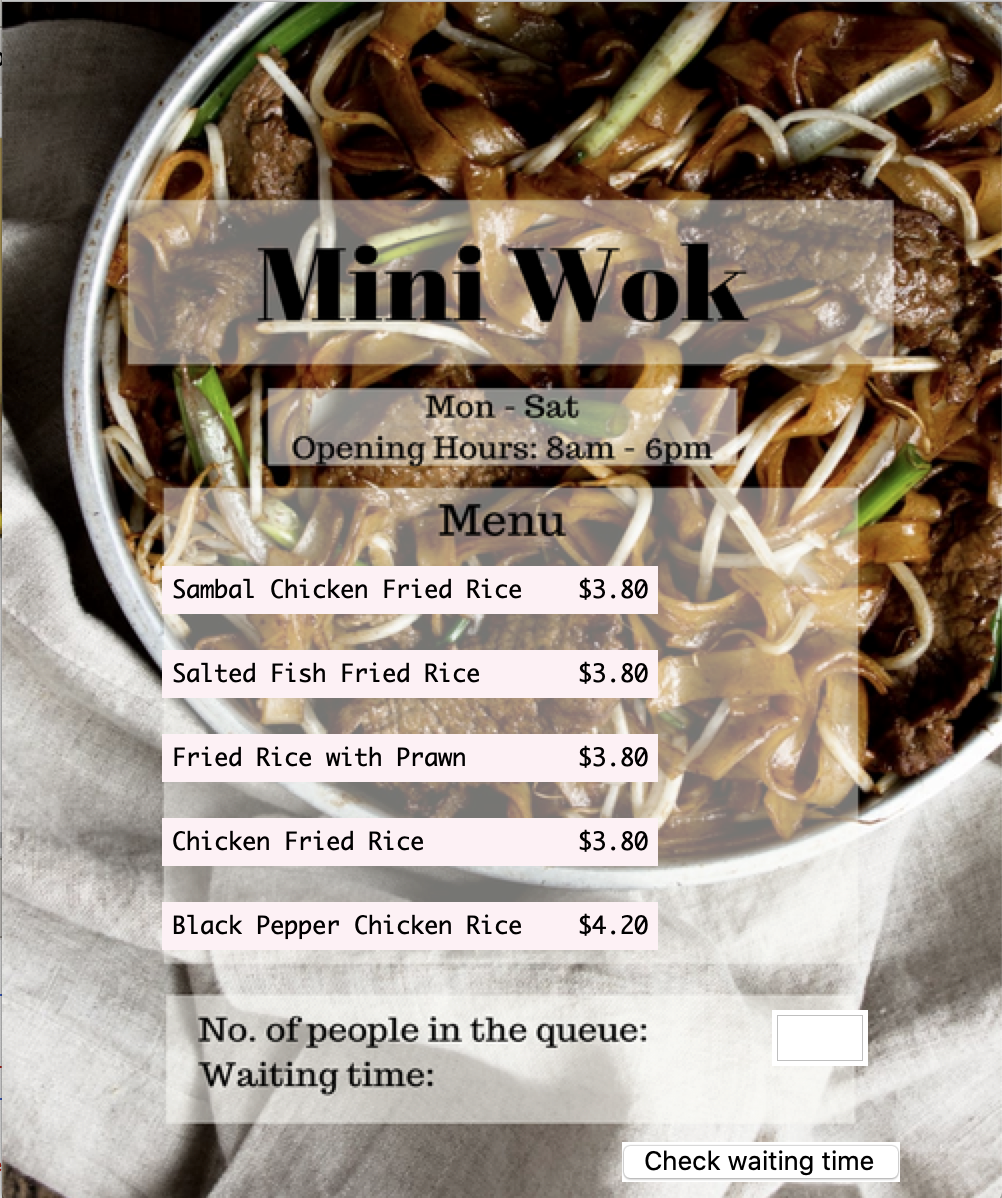 Mini Wok
Mon - Sat
Opening Hours: 8am - 6pm
Menu
Sambal Chicken Fried Rice $3.80
Salted Fish Fried Rice $3.80
Fried Rice with Prawn $3.80
Chicken Fried Rice $3.80
Black Pepper Chicken Rice $4.20
No. of people in the queue:
Waiting time:
Check waiting time